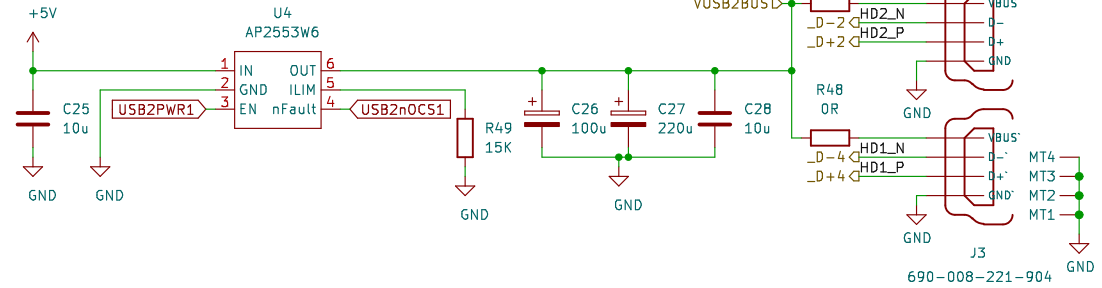 +5V
U4
AP2553W6
1 IN
OUT 6
2 GND
ILIM 5
3 EN
nFault 4
USB2PWR1
USB2nOCS1
C25
10u
GND
GND
R49
15K
GND
+
C26
100u
+
C27
220u
C28
10u
GND
VUSB2BUS1
_D-2
HD2_N
_D+2
HD2_P
VBUS
D-
D+
GND
GND
R48
0R
_D-4
HD1_N
_D+4
HD1_P
VBUS`
D-`
D+`
GND`
GND
MT4
MT3
MT2
MT1
GND
J3
690-008-221-904